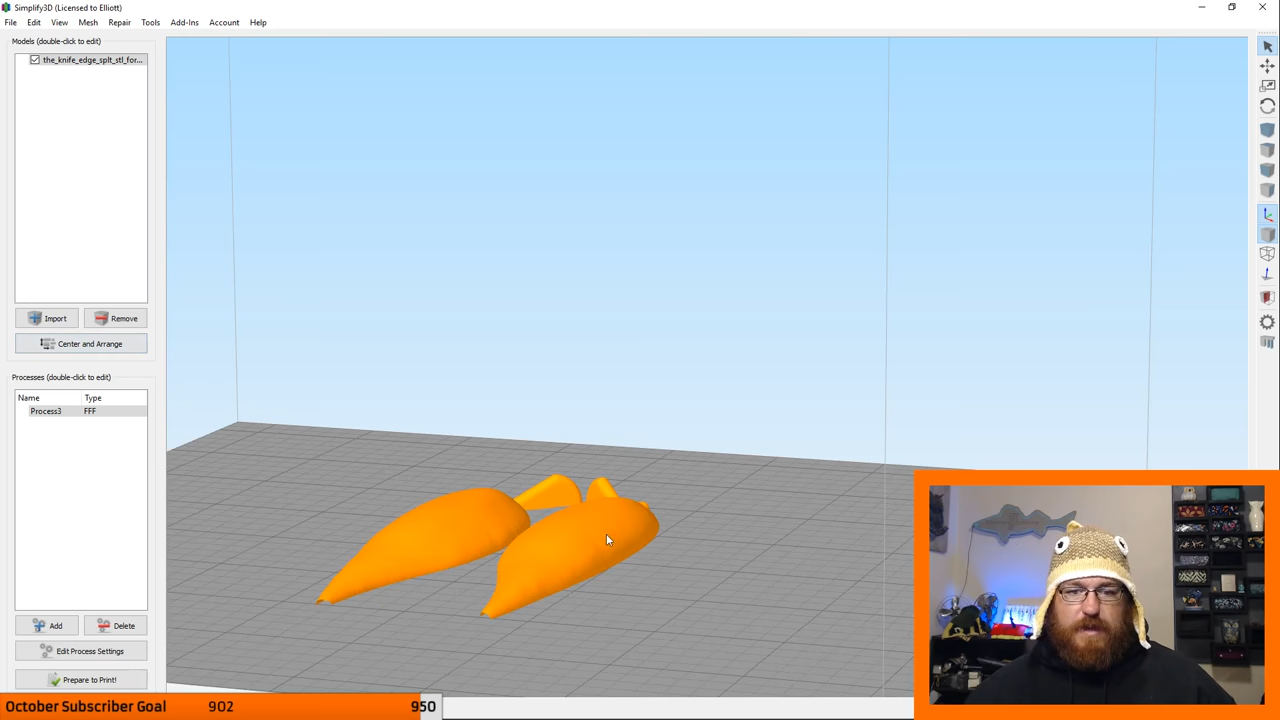 Simplify3D (Licensed to Elliott)
File Edit View Mesh Repair Tools Add-Ins Account Help
Models (double-click to edit)
the_knife_edge_splt_stl_for...
Import Remove
Center and Arrange
Processes (double-click to edit)
Name Type
Process3 FFF
Add Delete
Edit Process Settings
Prepare to Print!
October Subscriber Goal 902 950